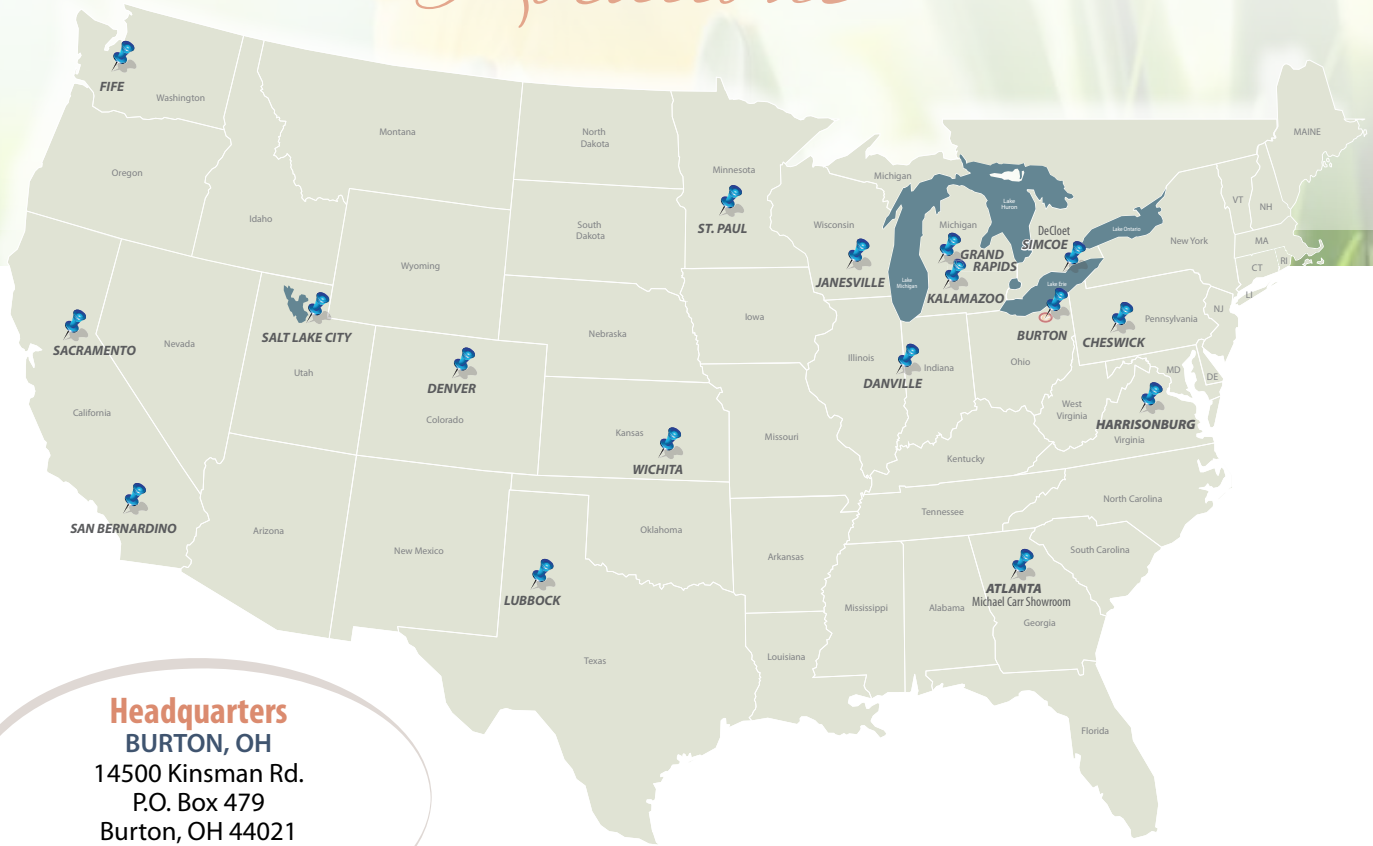 Locations
FIFE
Washington
Montana
North
Dakota
Minnesota
Michigan
MAINE
Oregon
Idaho
Wyoming
South
Dakota
ST. PAUL
Wisconsin
JANESVILLE
Lake
Michigan
Michigan
GRAND
RAPIDS
KALAMAZOO
Lake
Huron
DeCloet
SIMCOE
Lake Ontario
Lake Erie
New York
VT
NH
MA
CT
RI
LI
NJ
SACRAMENTO
Nevada
SALT LAKE CITY
Utah
California
DENVER
Colorado
Nebraska
Iowa
Illinois
DANVILLE
Indiana
BURTON
Ohio
CHESWICK
Pennsylvania
MD
DE
West
Virginia
HARRISONBURG
Virginia
Kansas
WICHITA
Missouri
Kentucky
SAN BERNARDINO
Arizona
New Mexico
Oklahoma
Arkansas
Tennessee
North Carolina
South Carolina
LUBBOCK
Texas
Louisiana
Mississippi
Alabama
ATLANTA
Michael Carr Showroom
Georgia
Florida
Headquarters
BURTON, OH
14500 Kinsman Rd.
P.O. Box 479
Burton, OH 44021